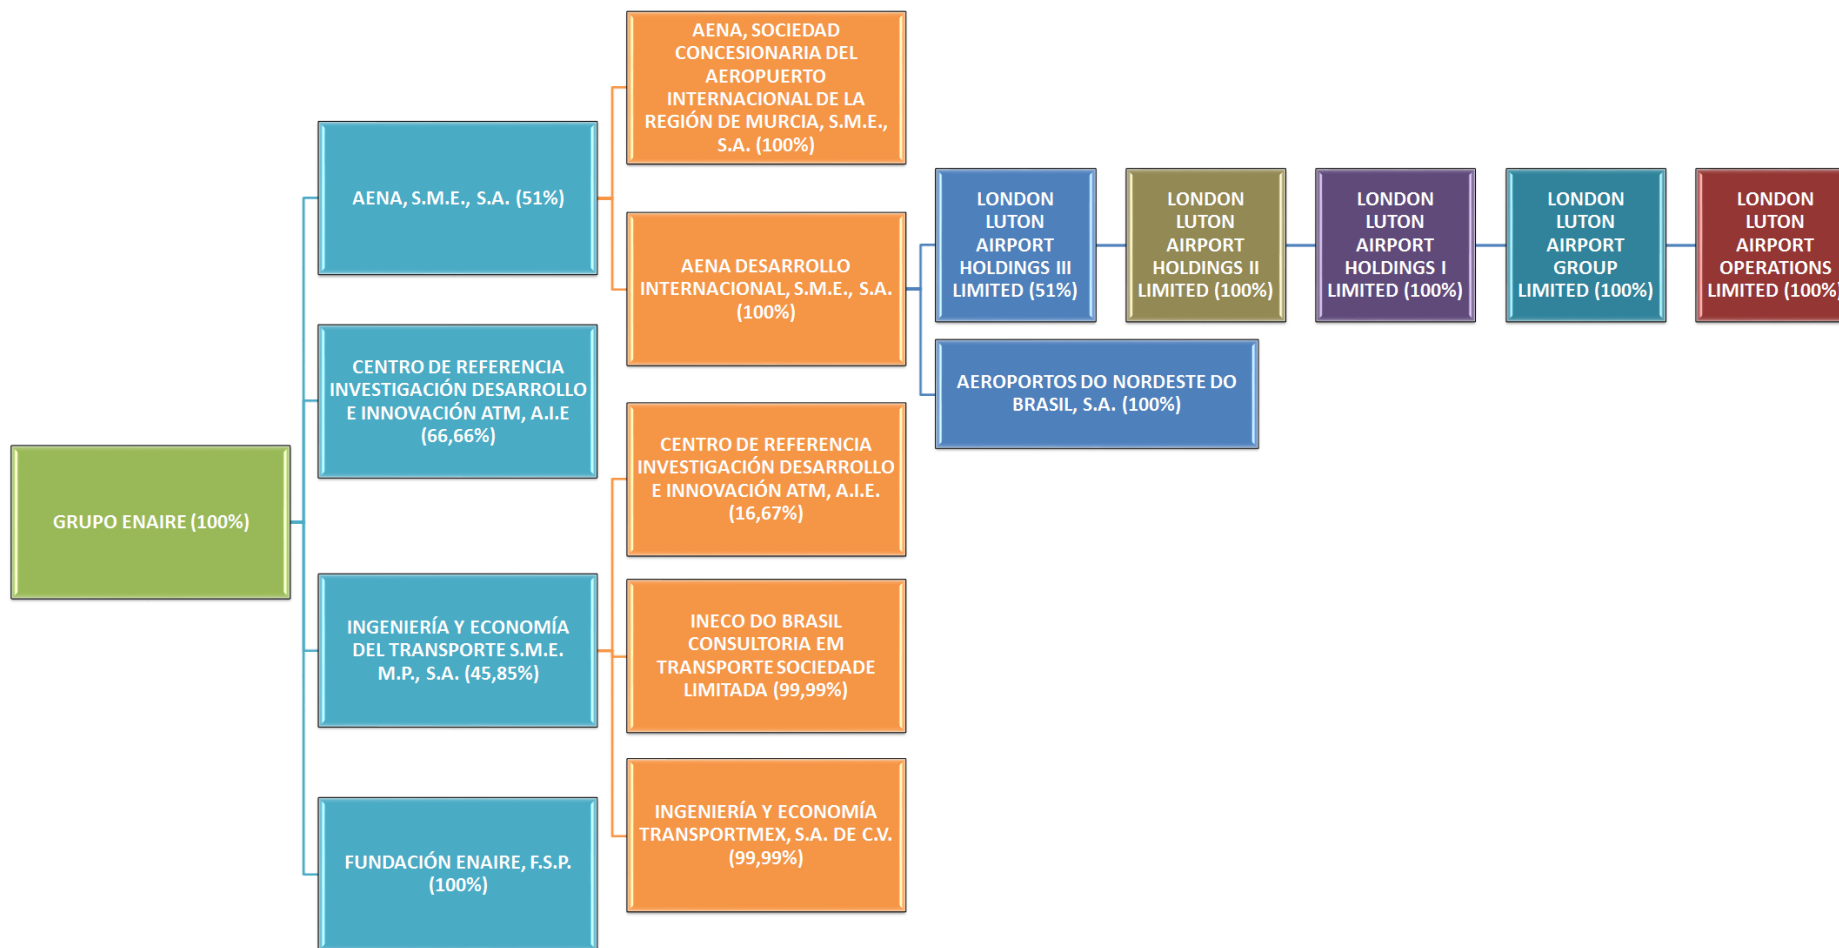 GRUPO ENAIRE (100%)
AENA, S.M.E., S.A. (51%)
CENTRO DE REFERENCIA
INVESTIGACIÓN DESARROLLO
E INNOVACIÓN ATM, A.I.E
(66,66%)
INGENIERÍA Y ECONOMÍA
DEL TRANSPORTE S.M.E.
M.P., S.A. (45,85%)
FUNDACIÓN ENAIRE, F.S.P.
(100%)
AENA, SOCIEDAD
CONCESIONARIA DEL
AEROPUERTO
INTERNACIONAL DE LA
REGIÓN DE MURCIA, S.M.E.,
S.A. (100%)
AENA DESARROLLO
INTERNACIONAL, S.M.E., S.A.
(100%)
CENTRO DE REFERENCIA
INVESTIGACIÓN DESARROLLO
E INNOVACIÓN ATM, A.I.E.
(16,67%)
INECO DO BRASIL
CONSULTORIA EM
TRANSPORTE SOCIEDADE
LIMITADA (99,99%)
INGENIERÍA Y ECONOMÍA
TRANSPORTMEX, S.A. DE C.V.
(99,99%)
LONDON
LUTON
AIRPORT
HOLDINGS III
LIMITED (51%)
LONDON
LUTON
AIRPORT
HOLDINGS II
LIMITED (100%)
LONDON
LUTON
AIRPORT
HOLDINGS I
LIMITED (100%)
LONDON
LUTON
AIRPORT
GROUP
LIMITED (100%)
LONDON
LUTON
AIRPORT
OPERATIONS
LIMITED (100%)
AEROPORTOS DO NORDESTE DO
BRASIL, S.A. (100%)